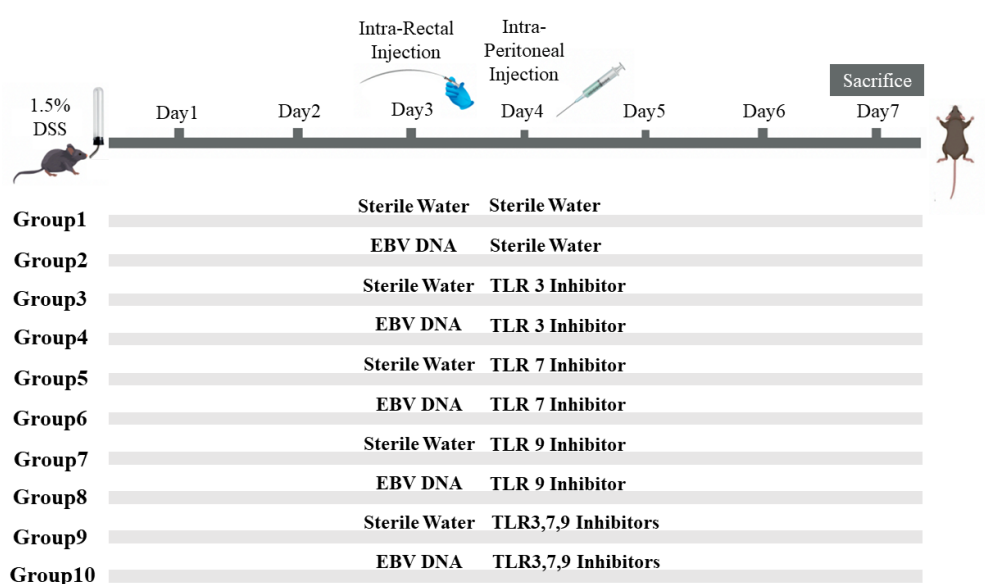 Intra-Rectal
Injection
Intra-
Peritoneal
Injection
Sacrifice
1.5%
DSS
Day1
Day2
Day3
Day4
Day5
Day6
Day7
Group1
Sterile Water
Sterile Water
Group2
EBV DNA
Sterile Water
Group3
Sterile Water
TLR 3 Inhibitor
Group4
EBV DNA
TLR 3 Inhibitor
Group5
Sterile Water
TLR 7 Inhibitor
Group6
EBV DNA
TLR 7 Inhibitor
Group7
Sterile Water
TLR 9 Inhibitor
Group8
EBV DNA
TLR 9 Inhibitor
Group9
Sterile Water
TLR3,7,9 Inhibitors
Group10
EBV DNA
TLR3,7,9 Inhibitors